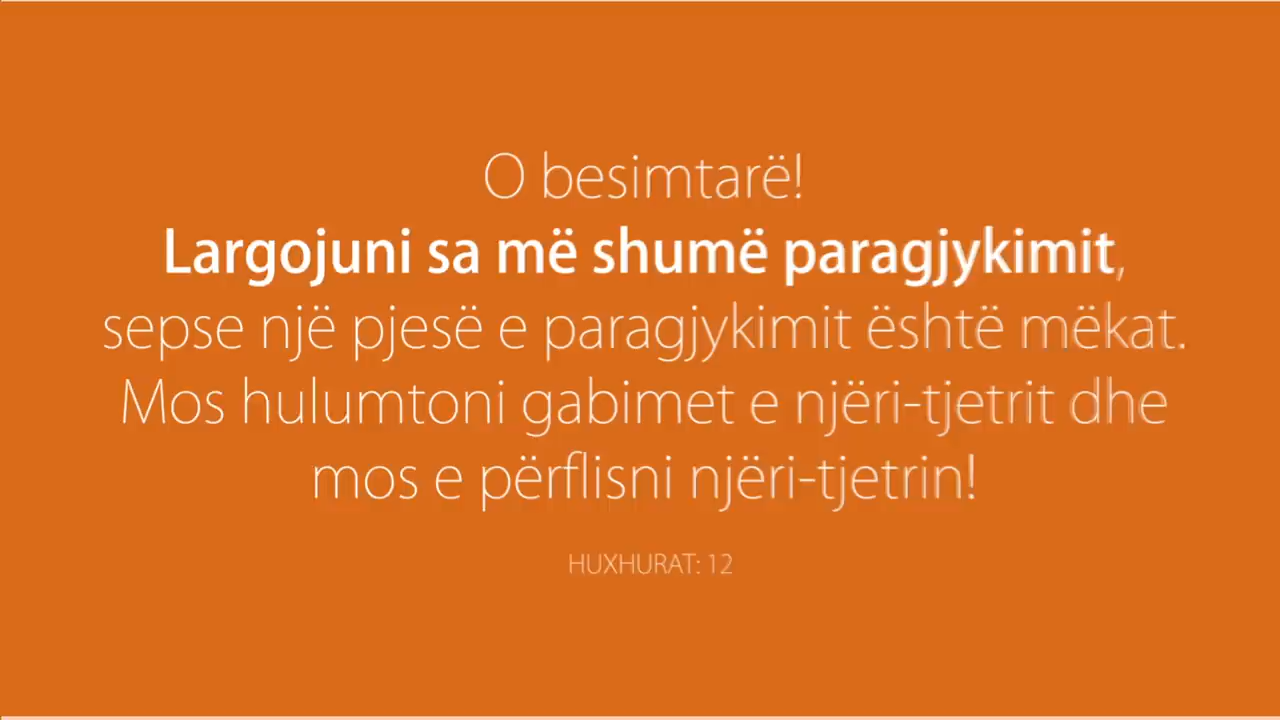 O besimtarë!
Largojuni sa më shumë paragjykimit,
sepse një pjesë e paragjykimit është mëkat.
Mos hulumtoni gabimet e njëri-tjetrit dhe
mos e përflisni njëri-tjetrin!
HUXHURAT: 12